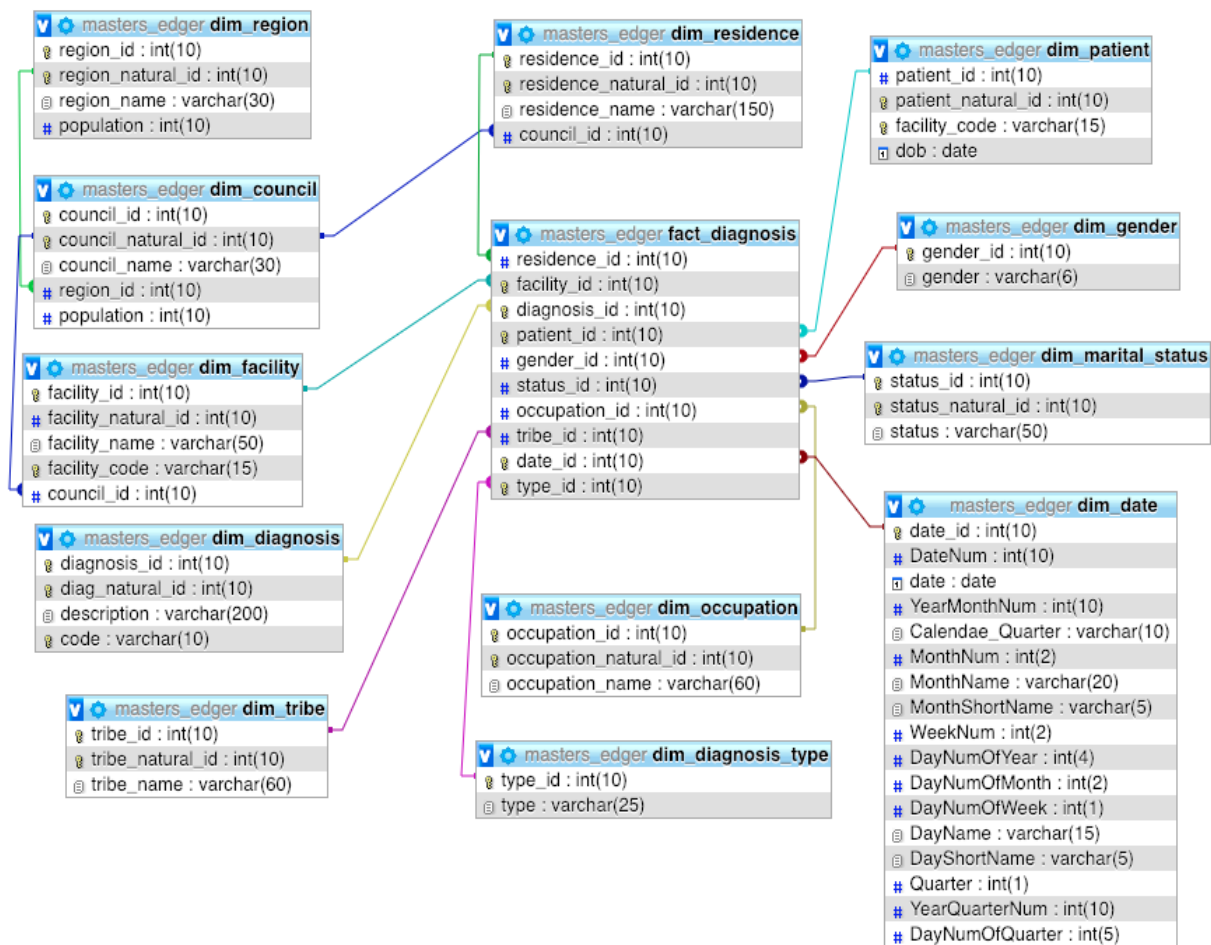 masters_edger dim_region
region_id : int(10)
region_natural_id : int(10)
region_name : varchar(30)
population : int(10)
masters_edger dim_council
council_id : int(10)
council_natural_id : int(10)
council_name : varchar(30)
region_id : int(10)
population : int(10)
masters_edger dim_facility
facility_id : int(10)
facility_natural_id : int(10)
facility_name : varchar(50)
facility_code : varchar(15)
council_id : int(10)
masters_edger dim_diagnosis
diagnosis_id : int(10)
diag_natural_id : int(10)
description : varchar(200)
code : varchar(10)
masters_edger dim_tribe
tribe_id : int(10)
tribe_natural_id : int(10)
tribe_name : varchar(60)
masters_edger dim_residence
residence_id : int(10)
residence_natural_id : int(10)
residence_name : varchar(150)
council_id : int(10)
masters_edger fact_diagnosis
residence_id : int(10)
facility_id : int(10)
diagnosis_id : int(10)
patient_id : int(10)
gender_id : int(10)
status_id : int(10)
occupation_id : int(10)
tribe_id : int(10)
date_id : int(10)
type_id : int(10)
masters_edger dim_occupation
occupation_id : int(10)
occupation_natural_id : int(10)
occupation_name : varchar(60)
masters_edger dim_diagnosis_type
type_id : int(10)
type : varchar(25)
masters_edger dim_patient
patient_id : int(10)
patient_natural_id : int(10)
facility_code : varchar(15)
dob : date
masters_edger dim_gender
gender_id : int(10)
gender : varchar(6)
masters_edger dim_marital_status
status_id : int(10)
status_natural_id : int(10)
status : varchar(50)
masters_edger dim_date
date_id : int(10)
DateNum : int(10)
date : date
YearMonthNum : int(10)
Calendae_Quarter : varchar(10)
MonthNum : int(2)
MonthName : varchar(20)
MonthShortName : varchar(5)
WeekNum : int(2)
DayNumOfYear : int(4)
DayNumOfMonth : int(2)
DayNumOfWeek : int(1)
DayName : varchar(15)
DayShortName : varchar(5)
Quarter : int(1)
YearQuarterNum : int(10)
DayNumOfQuarter : int(5)